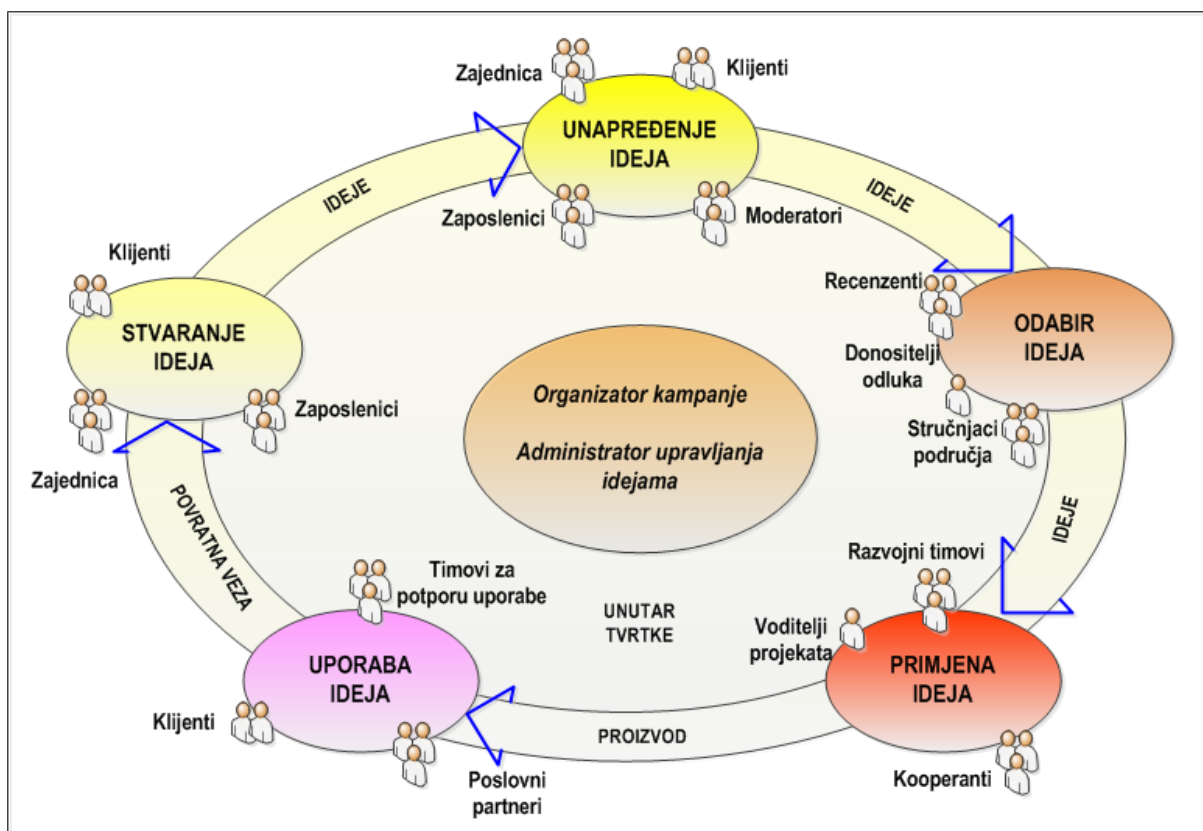 Zajednica
Klijenti
UNAPREĐENJE
IDEJA
Zaposlenici
Moderatori
IDEJE
IDEJE
Klijenti
STVARANJE
IDEJA
Zaposlenici
Zajednica
Recenzenti
ODABIR
IDEJA
Donositelji
odluka
Stručnjaci
područja
Organizator kampanje
Administrator upravljanja
idejama
POVRATNA VEZA
IDEJE
Timovi za
potporu uporabe
UNUTAR
TVRTKE
Razvojni timovi
Voditelji
projekata
UPORABA
IDEJA
PRIMJENA
IDEJA
Klijenti
PROIZVOD
Poslovni
partneri
Kooperanti